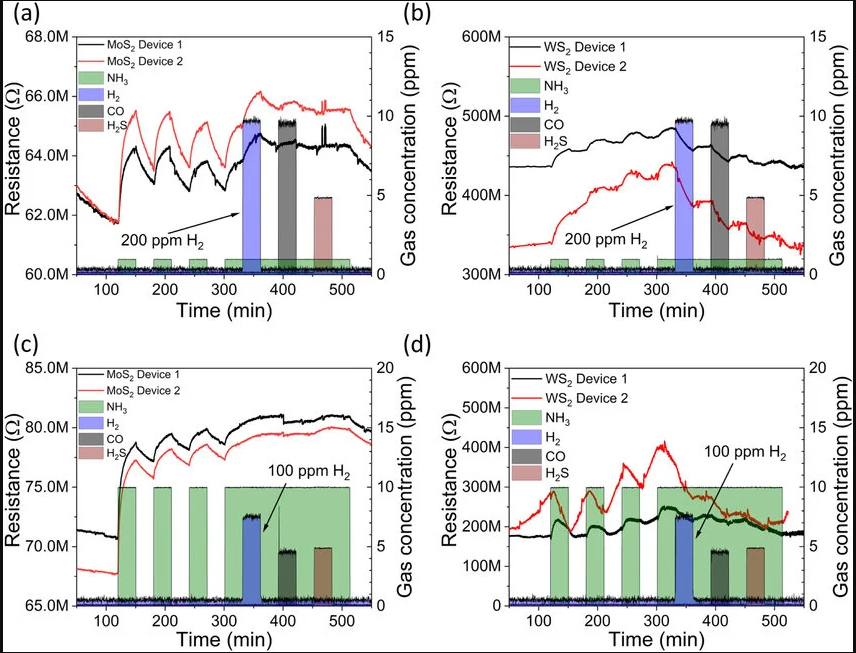 (a)
68.0M
66.0M
64.0M
62.0M
60.0M
Resistance (Ω)
MoS₂ Device 1
MoS₂ Device 2
NH₃
H₂
CO
H₂S
200 ppm H₂
15
10
5
0
Gas concentration (ppm)
100 200 300 400 500
Time (min)
(b)
600M
500M
400M
300M
Resistance (Ω)
WS₂ Device 1
WS₂ Device 2
NH₃
H₂
CO
H₂S
200 ppm H₂
15
10
5
0
Gas concentration (ppm)
100 200 300 400 500
Time (min)
(c)
85.0M
80.0M
75.0M
70.0M
65.0M
Resistance (Ω)
MoS₂ Device 1
MoS₂ Device 2
NH₃
H₂
CO
H₂S
100 ppm H₂
20
15
10
5
0
Gas concentration (ppm)
100 200 300 400 500
Time (min)
(d)
600M
500M
400M
300M
200M
100M
0
Resistance (Ω)
WS₂ Device 1
WS₂ Device 2
NH₃
H₂
CO
H₂S
100 ppm H₂
20
15
10
5
0
Gas concentration (ppm)
100 200 300 400 500
Time (min)